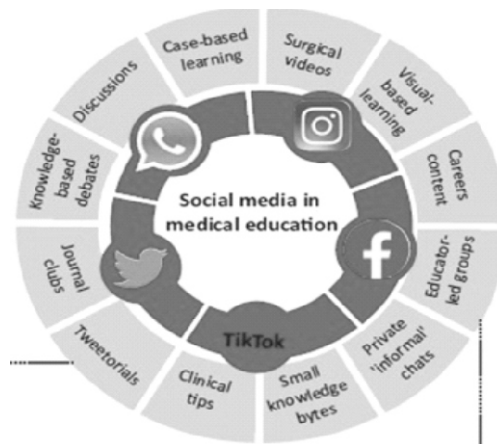 Case-based
learning
Surgical
videos
Visual-
based
learning
Careers
content
Educator-
led groups
Private
'informal'
chats
Small
knowledge
bytes
Clinical
tips
Tweetorials
Journal
clubs
Knowledge-
based
debates
Discussions
Social media in
medical education
TikTok